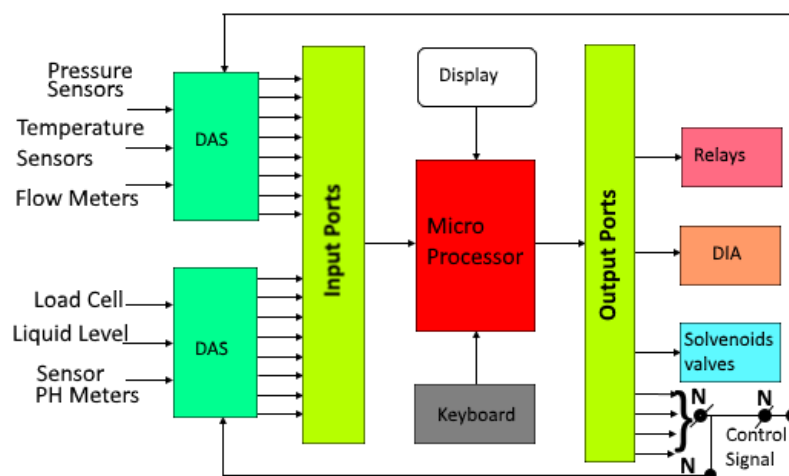 Pressure
Sensors
Temperature
Sensors
Flow Meters
DAS
Load Cell
Liquid Level
Sensor
PH Meters
DAS
Input Ports
Display
Micro
Processor
Keyboard
Output Ports
Relays
DIA
Solvenoids
valves
N
N
Control
Signal
N